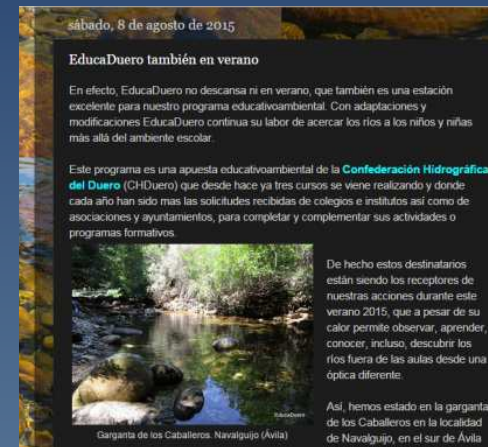 sábado, 8 de agosto de 2015
EducaDuero también en verano
En efecto, EducaDuero no descansa ni en verano, que también es una estación
excelente para nuestro programa educativoambiental. Con adaptaciones y
modificaciones EducaDuero continua su labor de acercar los ríos a los niños y niñas
más allá del ambiente escolar.
Este programa es una apuesta educativoambiental de la Confederación Hidrográfica
del Duero (CHDuero) que desde hace ya tres cursos se viene realizando y donde
cada año han sido mas las solicitudes recibidas de colegios e institutos así como de
asociaciones y ayuntamientos, para completar y complementar sus actividades o
programas formativos.
De hecho estos destinatarios
están siendo los receptores de
nuestras acciones durante este
verano 2015, que a pesar de su
calor permite observar, aprender,
conocer, incluso, descubrir los
ríos fuera de las aulas desde una
óptica diferente.
Así, hemos estado en la garganta
de los Caballeros en la localidad
de Navalguijo, en el sur de Ávila
EducaDuero
Garganta de los Caballeros. Navalguijo (Ávila)